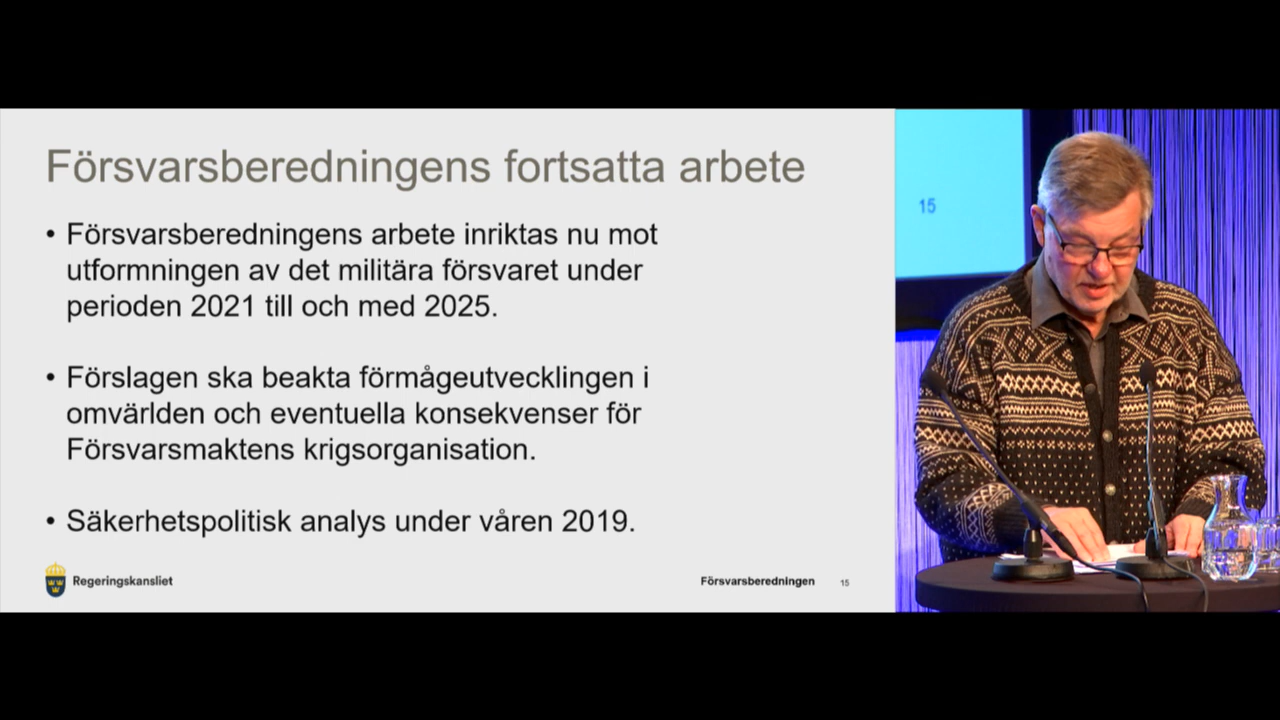 Försvarsberedningens fortsatta arbete
• Försvarsberedningens arbete inriktas nu mot
utformningen av det militära försvaret under
perioden 2021 till och med 2025.
• Förslagen ska beakta förmågeutvecklingen i
omvärlden och eventuella konsekvenser för
Försvarsmaktens krigsorganisation.
• Säkerhetspolitisk analys under våren 2019.
Regeringskansliet
Försvarsberedningen
15
15